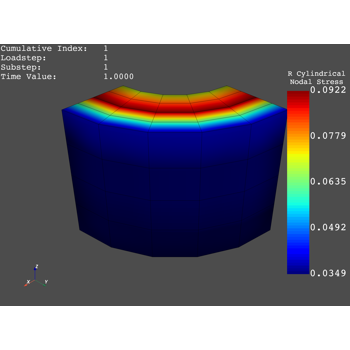 Cumulative Index: 1
Loadstep: 1
Substep: 1
Time Value: 1.0000
R Cylindrical
Nodal Stress
0.0922
0.0779
0.0635
0.0492
0.0349
Z
X Y